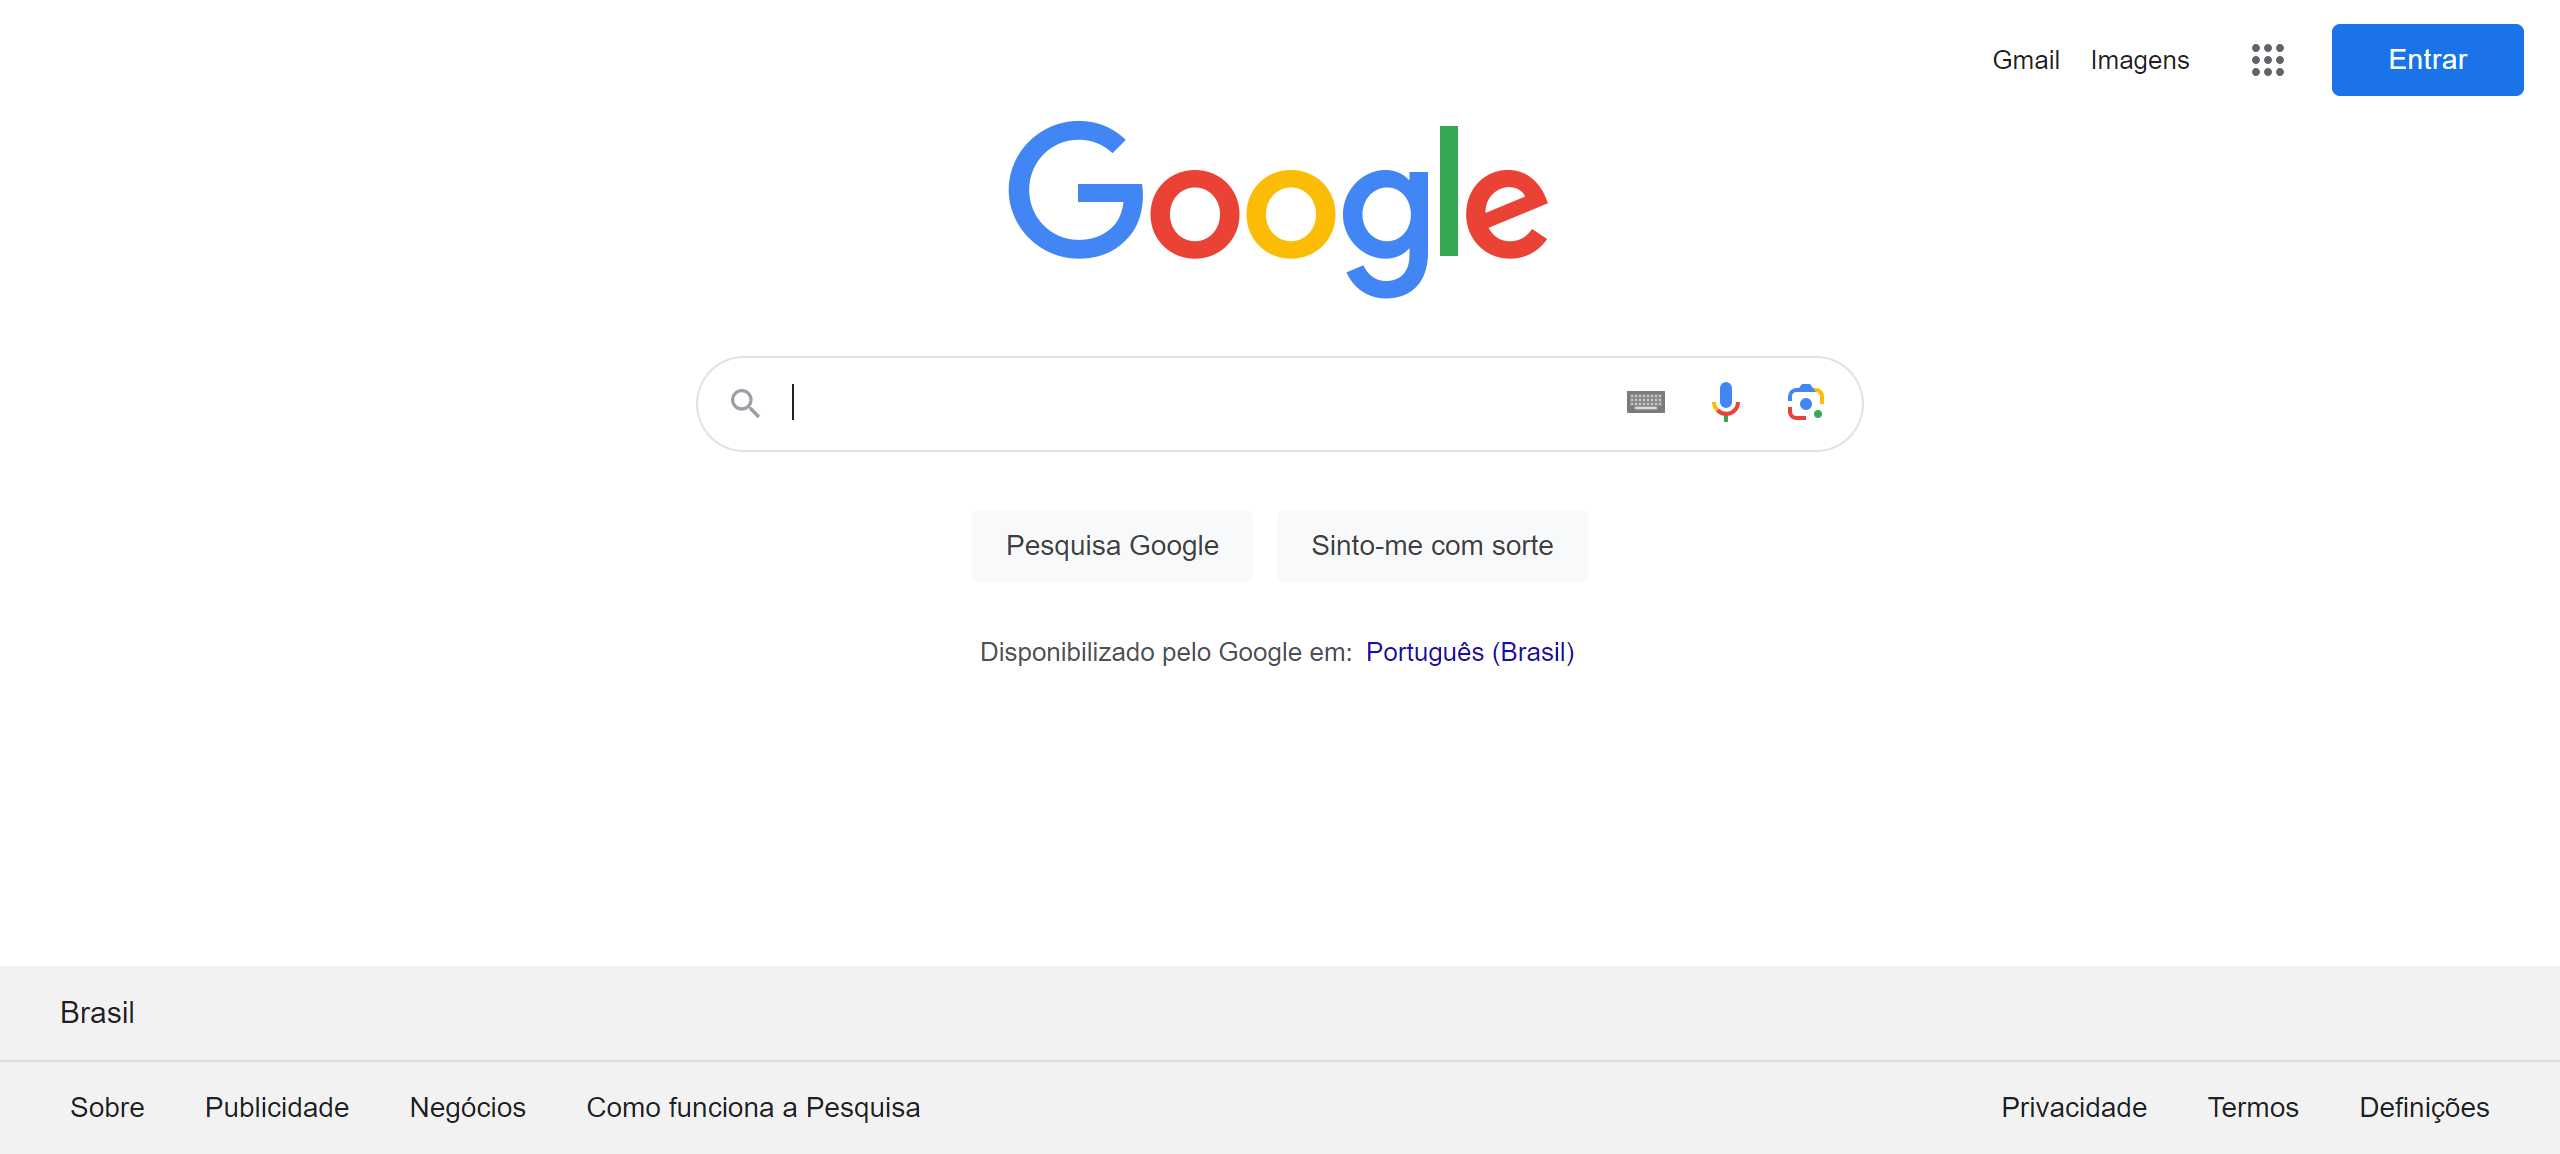 Gmail Imagens Entrar
Google
Pesquisa Google Sinto-me com sorte
Disponibilizado pelo Google em: Português (Brasil)
Brasil
Sobre Publicidade Negócios Como funciona a Pesquisa Privacidade Termos Definições